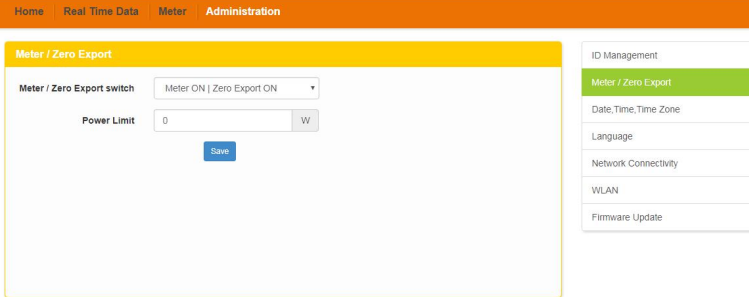 Home Real Time Data Meter Administration
Meter / Zero Export
Meter / Zero Export switch Meter ON | Zero Export ON
Power Limit 0 W
Save
ID Management
Meter / Zero Export
Date,Time,Time Zone
Language
Network Connectivity
WLAN
Firmware Update